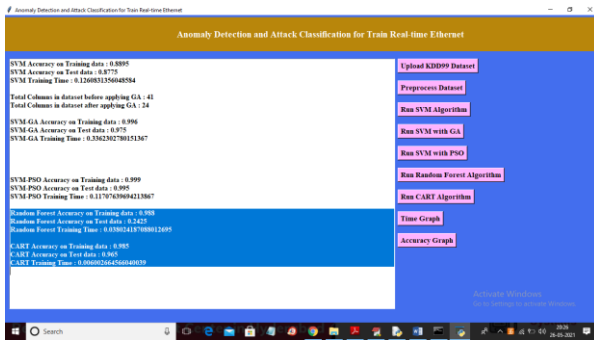 Anomaly Detection and Attack Classification for Train Real-time Ethernet
Anomaly Detection and Attack Classification for Train Real-time Ethernet
SVM Accuracy on Training data : 0.8895
SVM Accuracy on Test data : 0.8775
SVM Training Time : 0.1260831356048584
Total Columns in dataset before applying GA : 41
Total Columns in dataset after applying GA : 24
SVM-GA Accuracy on Training data : 0.996
SVM-GA Accuracy on Test data : 0.975
SVM-GA Training Time : 0.3362302780151367
SVM-PSO Accuracy on Training data : 0.999
SVM-PSO Accuracy on Test data : 0.995
SVM-PSO Training Time : 0.11707639694213867
Random Forest Accuracy on Training data : 0.988
Random Forest Accuracy on Test data : 0.2425
Random Forest Training Time : 0.038024187088012695
CART Accuracy on Training data : 0.985
CART Accuracy on Test data : 0.965
CART Training Time : 0.006002664566040039
Upload KDD99 Dataset
Preprocess Dataset
Run SVM Algorithm
Run SVM with GA
Run SVM with PSO
Run Random Forest Algorithm
Run CART Algorithm
Time Graph
Accuracy Graph
Activate Windows
Go to Settings to activate Windows.
Search
20:29
26-05-2021